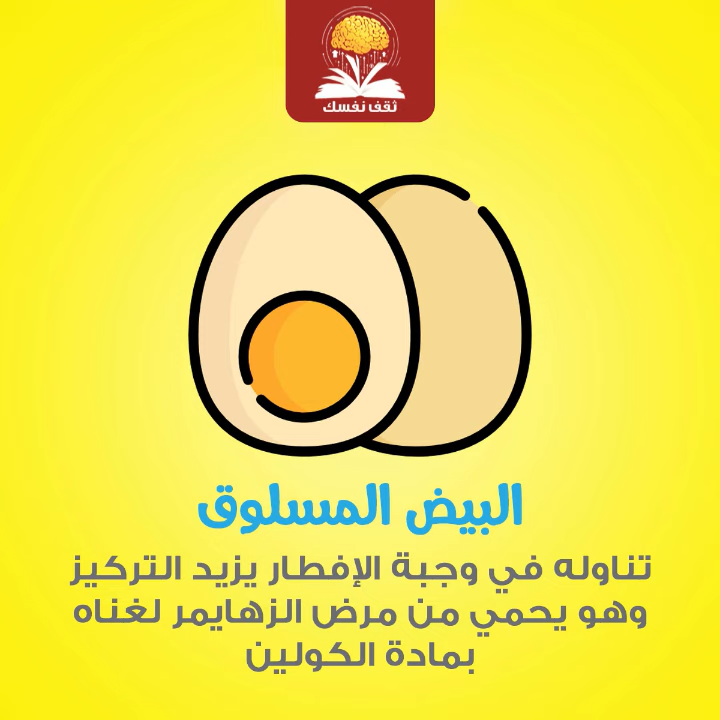 ثقف نفسك
البيض المسلوق
تناوله في وجبة الإفطار يزيد التركيز
وهو يحمي من مرض الزهايمر لغناه
بمادة الكولين